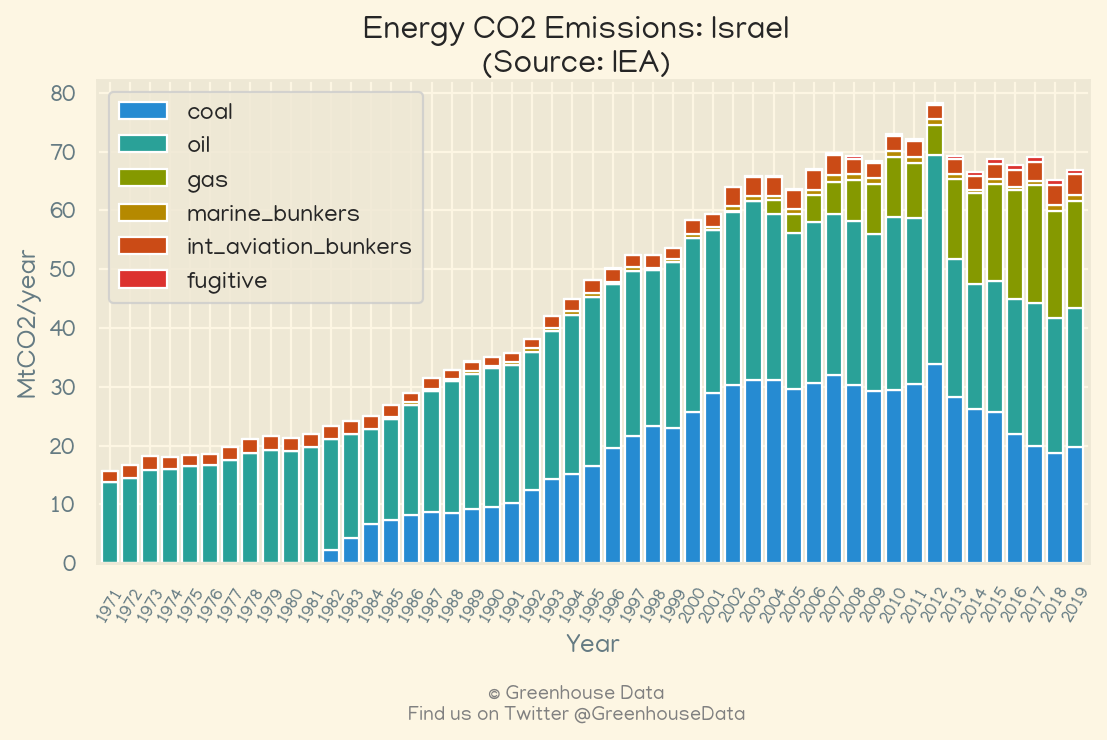 Energy CO2 Emissions: Israel
(Source: IEA)
coal
oil
gas
marine_bunkers
int_aviation_bunkers
fugitive
MtCO2/year
80
70
60
50
40
30
20
10
0
1971 1972 1973 1974 1975 1976 1977 1978 1979 1980 1981 1982 1983 1984 1985 1986 1987 1988 1989 1990 1991 1992 1993 1994 1995 1996 1997 1998 1999 2000 2001 2002 2003 2004 2005 2006 2007 2008 2009 2010 2011 2012 2013 2014 2015 2016 2017 2018 2019
Year
© Greenhouse Data
Find us on Twitter @GreenhouseData